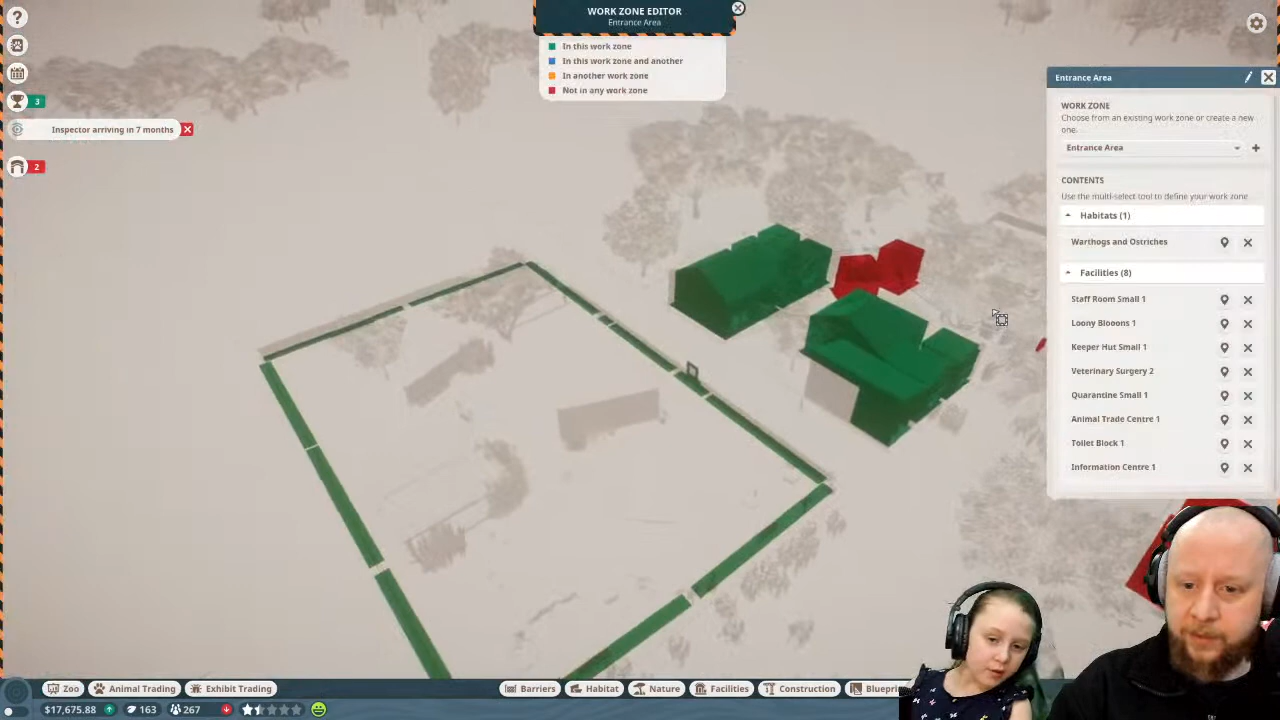 WORK ZONE EDITOR
Entrance Area
In this work zone
In this work zone and another
In another work zone
Not in any work zone
?
3
Inspector arriving in 7 months
2
Entrance Area
WORK ZONE
Choose from an existing work zone or create a new
one.
Entrance Area
CONTENTS
Use the multi-select tool to define your work zone
Habitats (1)
Warthogs and Ostriches
Facilities (8)
Staff Room Small 1
Loony Blooons 1
Keeper Hut Small 1
Veterinary Surgery 2
Quarantine Small 1
Animal Trade Centre 1
Toilet Block 1
Information Centre 1
Zoo
Animal Trading
Exhibit Trading
Barriers
Habitat
Nature
Facilities
Construction
$17,675.88
163
267